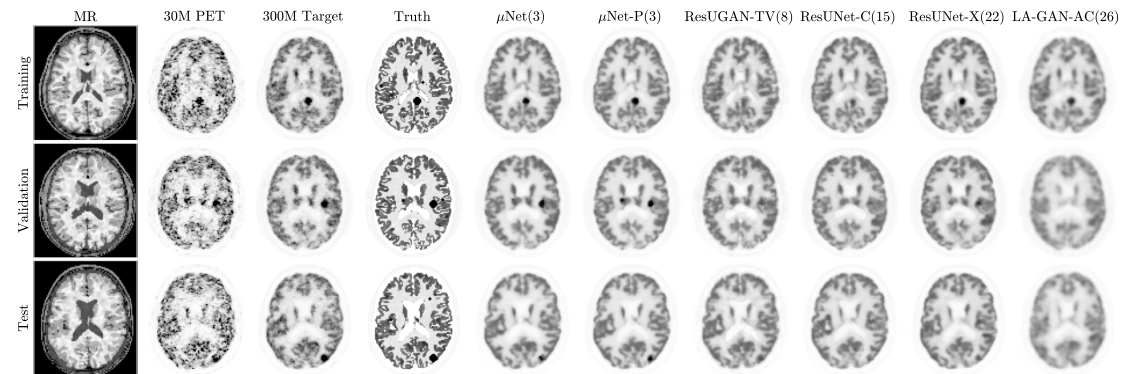 MR 30M PET 300M Target Truth μNet(3) μNet-P(3) ResUGAN-TV(8) ResUNet-C(15) ResUNet-X(22) LA-GAN-AC(26)
Training
Validation
Test